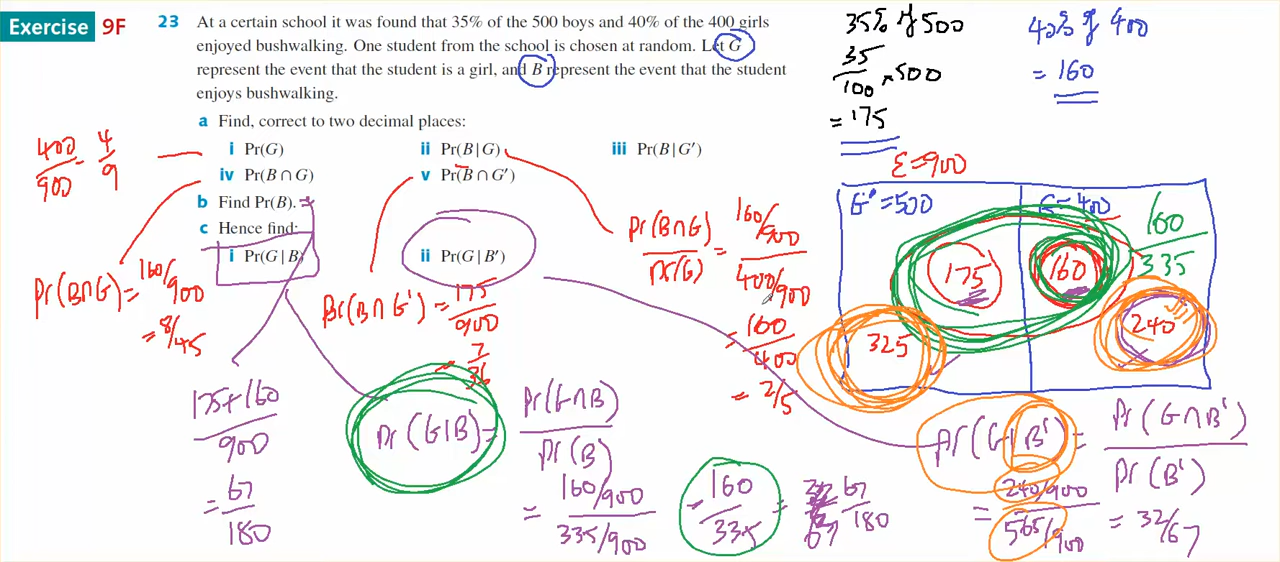 Exercise 9F
23 At a certain school it was found that 35% of the 500 boys and 40% of the 400 girls
enjoyed bushwalking. One student from the school is chosen at random. Let G
represent the event that the student is a girl, and B represent the event that the student
enjoys bushwalking.
a Find, correct to two decimal places:
i Pr(G)
ii Pr(B|G)
iii Pr(B|G′)
iv Pr(B∩G)
v Pr(B∩G′)
b Find Pr(B).
c Hence find:
i Pr(G|B)
ii Pr(G|B′)
35% of 500
35/100 × 500
= 175
40% of 400
= 160
400/900 = 4/9
ε=900
G' =500
G=400
175
160
325
240
160/335
Pr(B∩G) = 160/900
= 8/45
Pr(B∩G') = 175/900
= 7/36
Pr(B∩G)/Pr(G) = 160/900 / 400/900
= 160/400
= 2/5
175+160/900
= 67/180
Pr(G|B) = Pr(G∩B)/Pr(B)
= 160/900 / 335/900
= 160/335 = 67/180
Pr(G|B') = Pr(G∩B')/Pr(B')
= 240/900 / 565/900 = 32/67